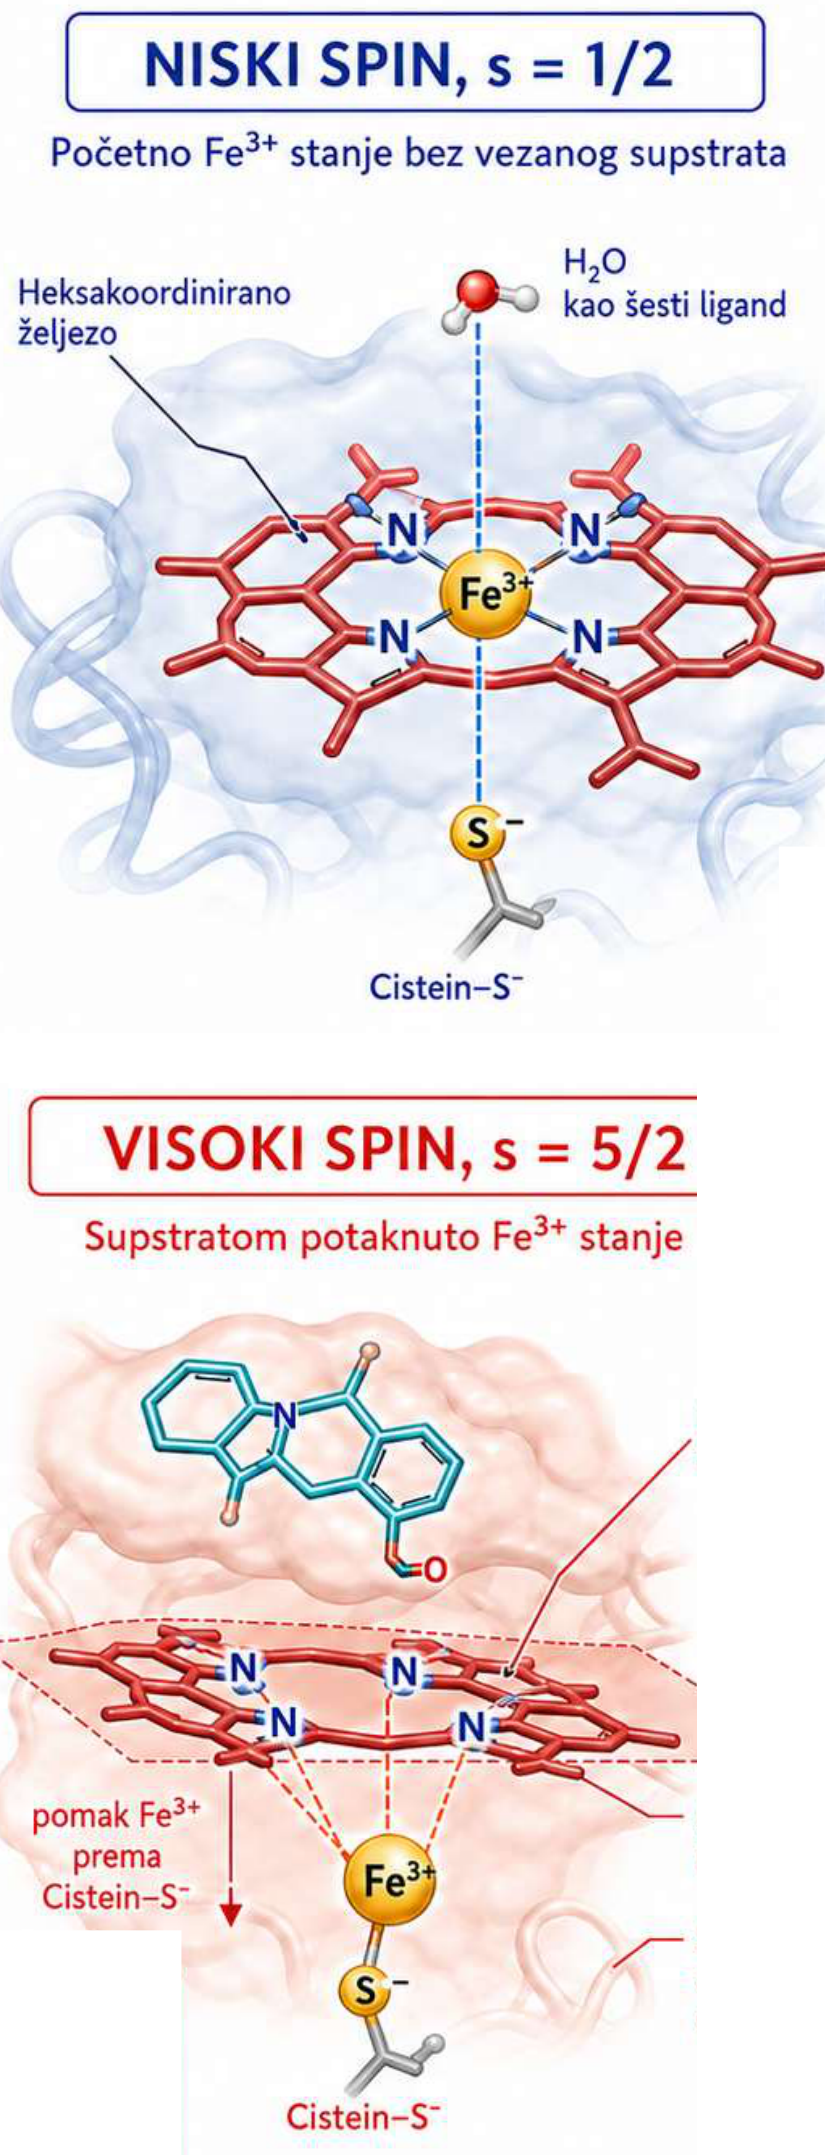 NISKI SPIN, s = 1/2
Početno Fe³⁺ stanje bez vezanog supstrata
H₂O
kao šesti ligand
Heksakoordinirano
željezo
N
N
Fe³⁺
N
N
S⁻
Cistein–S⁻
VISOKI SPIN, s = 5/2
Supstratom potaknuto Fe³⁺ stanje
N
O
N
N
N
N
pomak Fe³⁺
prema
Cistein–S⁻
Fe³⁺
S⁻
Cistein–S⁻